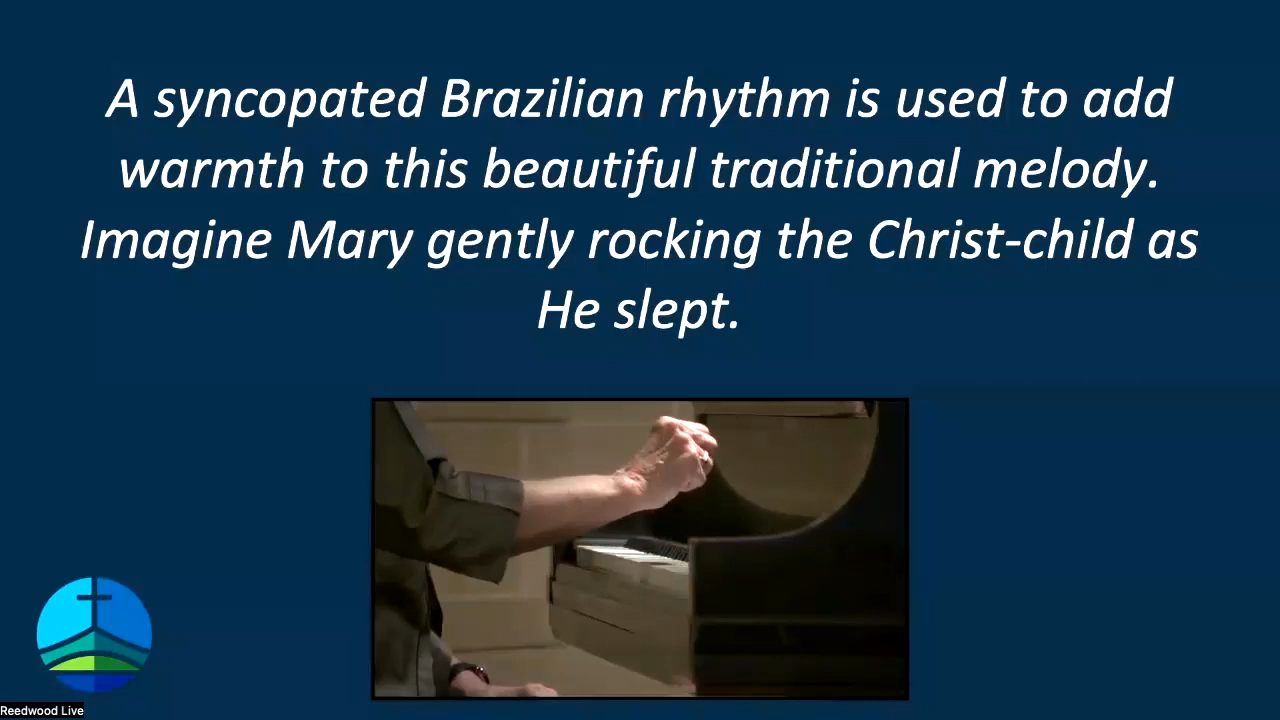 A syncopated Brazilian rhythm is used to add
warmth to this beautiful traditional melody.
Imagine Mary gently rocking the Christ-child as
He slept.
Reedwood Live